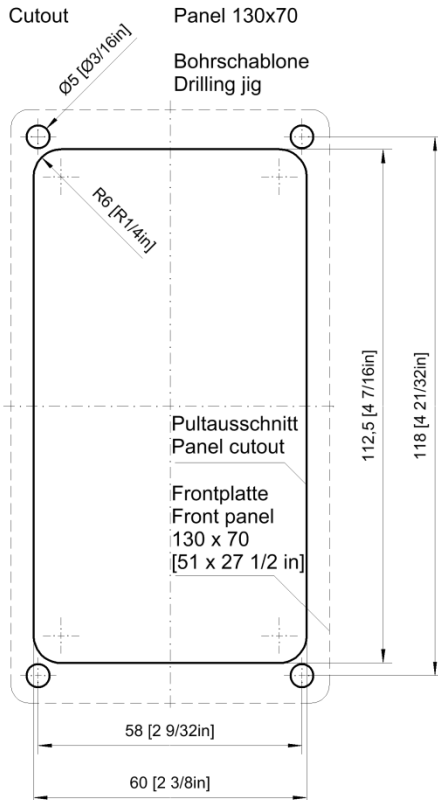 Cutout Panel 130x70
Bohrschablone
Drilling jig
Ø5 [Ø3/16in]
R6 [R1/4in]
112,5 [4 7/16in]
118 [4 21/32in]
Pultausschnitt
Panel cutout
Frontplatte
Front panel
130 x 70
[51 x 27 1/2 in]
58 [2 9/32in]
60 [2 3/8in]